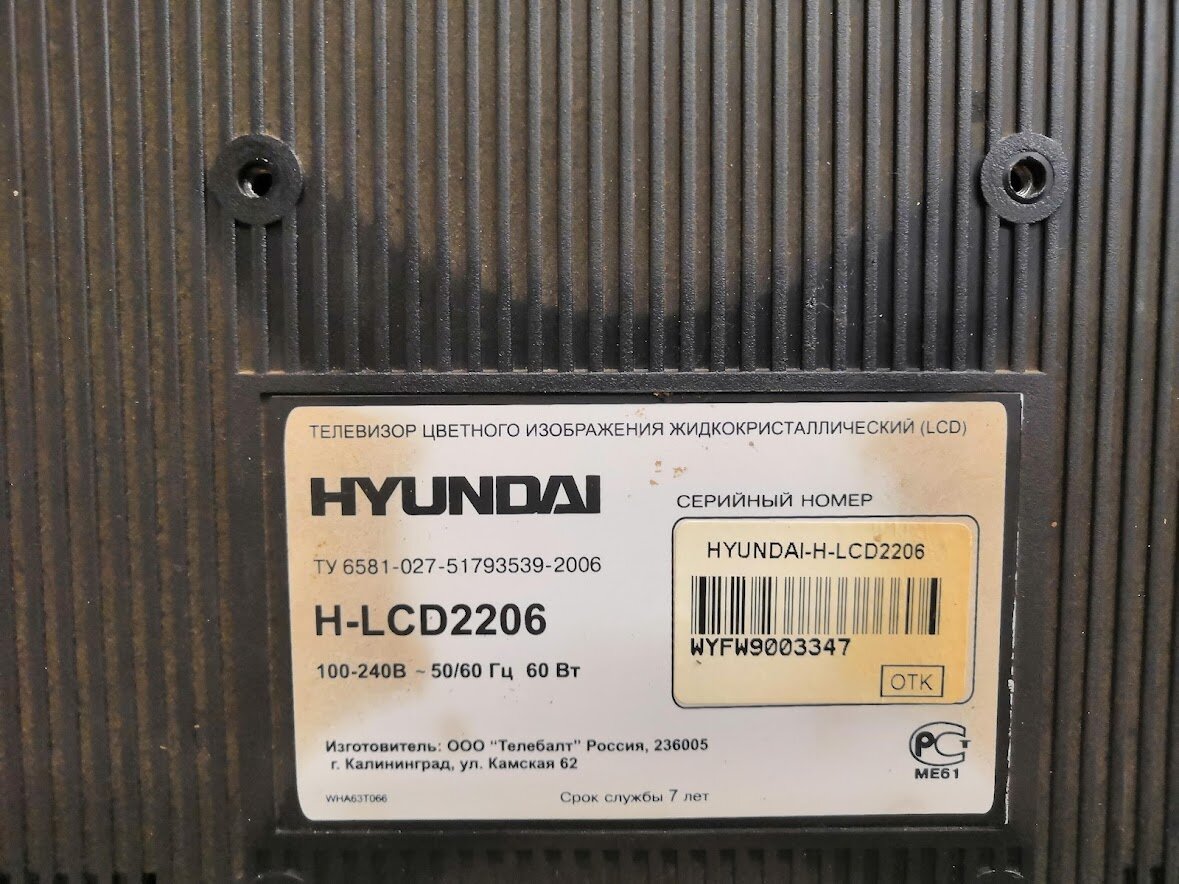 ТЕЛЕВИЗОР ЦВЕТНОГО ИЗОБРАЖЕНИЯ ЖИДКОКРИСТАЛЛИЧЕСКИЙ (LCD)
HYUNDAI
ТУ 6581-027-51793539-2006
H-LCD2206
100-240В ~ 50/60 Гц 60 Вт
СЕРИЙНЫЙ НОМЕР
HYUNDAI-H-LCD2206
WYFW9003347
ОТК
Изготовитель: ООО "Телебалт" Россия, 236005
г. Калининград, ул. Камская 62
WHA63T066
Срок службы 7 лет
РСТ
МЕ61